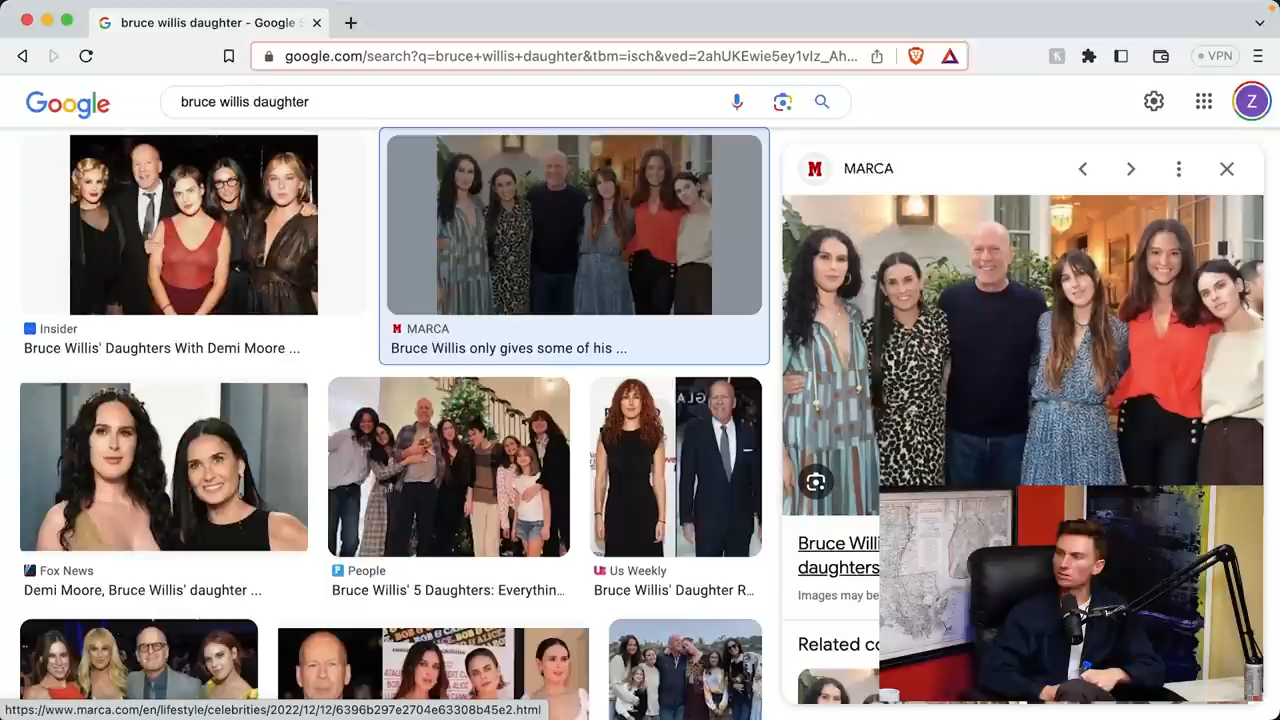 bruce willis daughter - Google S
google.com/search?q=bruce+willis+daughter&tbm=isch&ved=2ahUKEwie5ey1vIz_Ah...
VPN
Google
bruce willis daughter
Z
M MARCA
Insider
Bruce Willis' Daughters With Demi Moore ...
M MARCA
Bruce Willis only gives some of his ...
Fox News
Demi Moore, Bruce Willis' daughter ...
People
Bruce Willis' 5 Daughters: Everythin...
Us Weekly
Bruce Willis' Daughter R...
Bruce Willi
daughters
Images may be
Related co
https://www.marca.com/en/lifestyle/celebrities/2022/12/12/6396b297e2704e63308b45e2.html